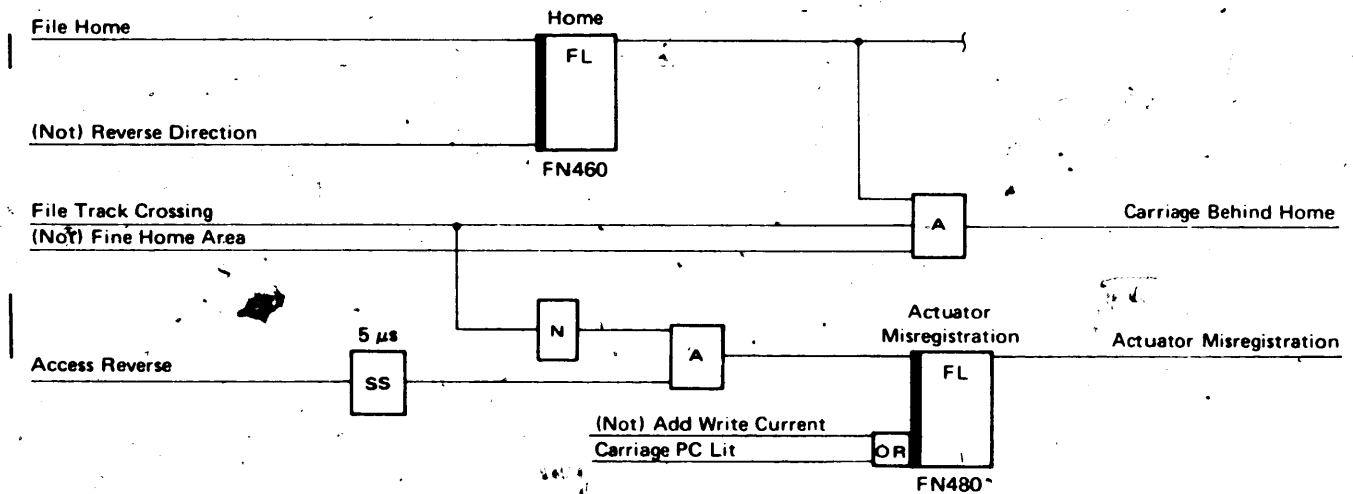 File Home
Home
FL
(Not) Reverse Direction
FN460
File Track Crossing
(Not) Fine Home Area
A
Carriage Behind Home
N
5 μs
A
Actuator
Misregistration
Actuator Misregistration
Access Reverse
SS
FL
(Not) Add Write Current
Carriage PC Lit
OR
FN480